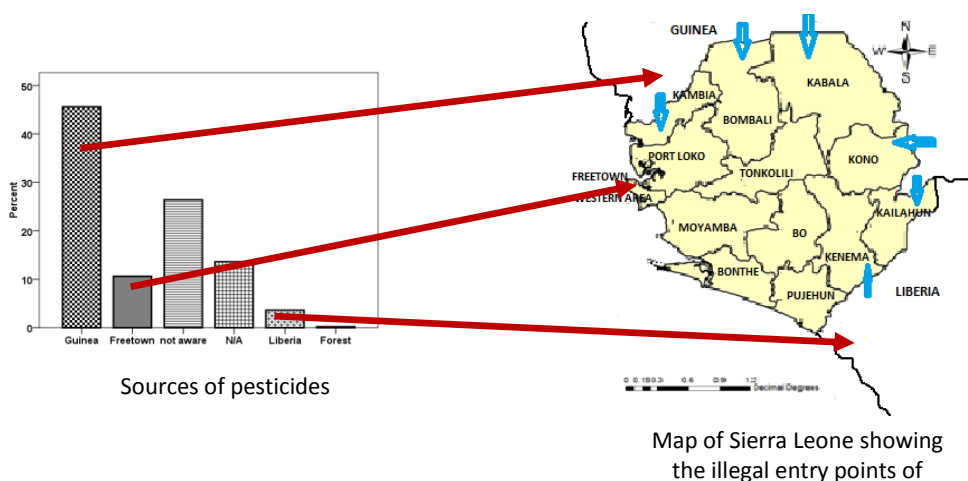 GUINEA
N
W E
S
50
40
30
20
10
0
Percent
Guinea Freetown not aware N/A Liberia Forest
Sources of pesticides
KAMBIA
KABALA
BOMBALI
PORT LOKO
KONO
TONKOLILI
FREETOWN
WESTERN AREA
KAILAHUN
MOYAMBA
BO
KENEMA
BONTHE
PUJEHUN
LIBERIA
Decimal Degrees
Map of Sierra Leone showing
the illegal entry points of